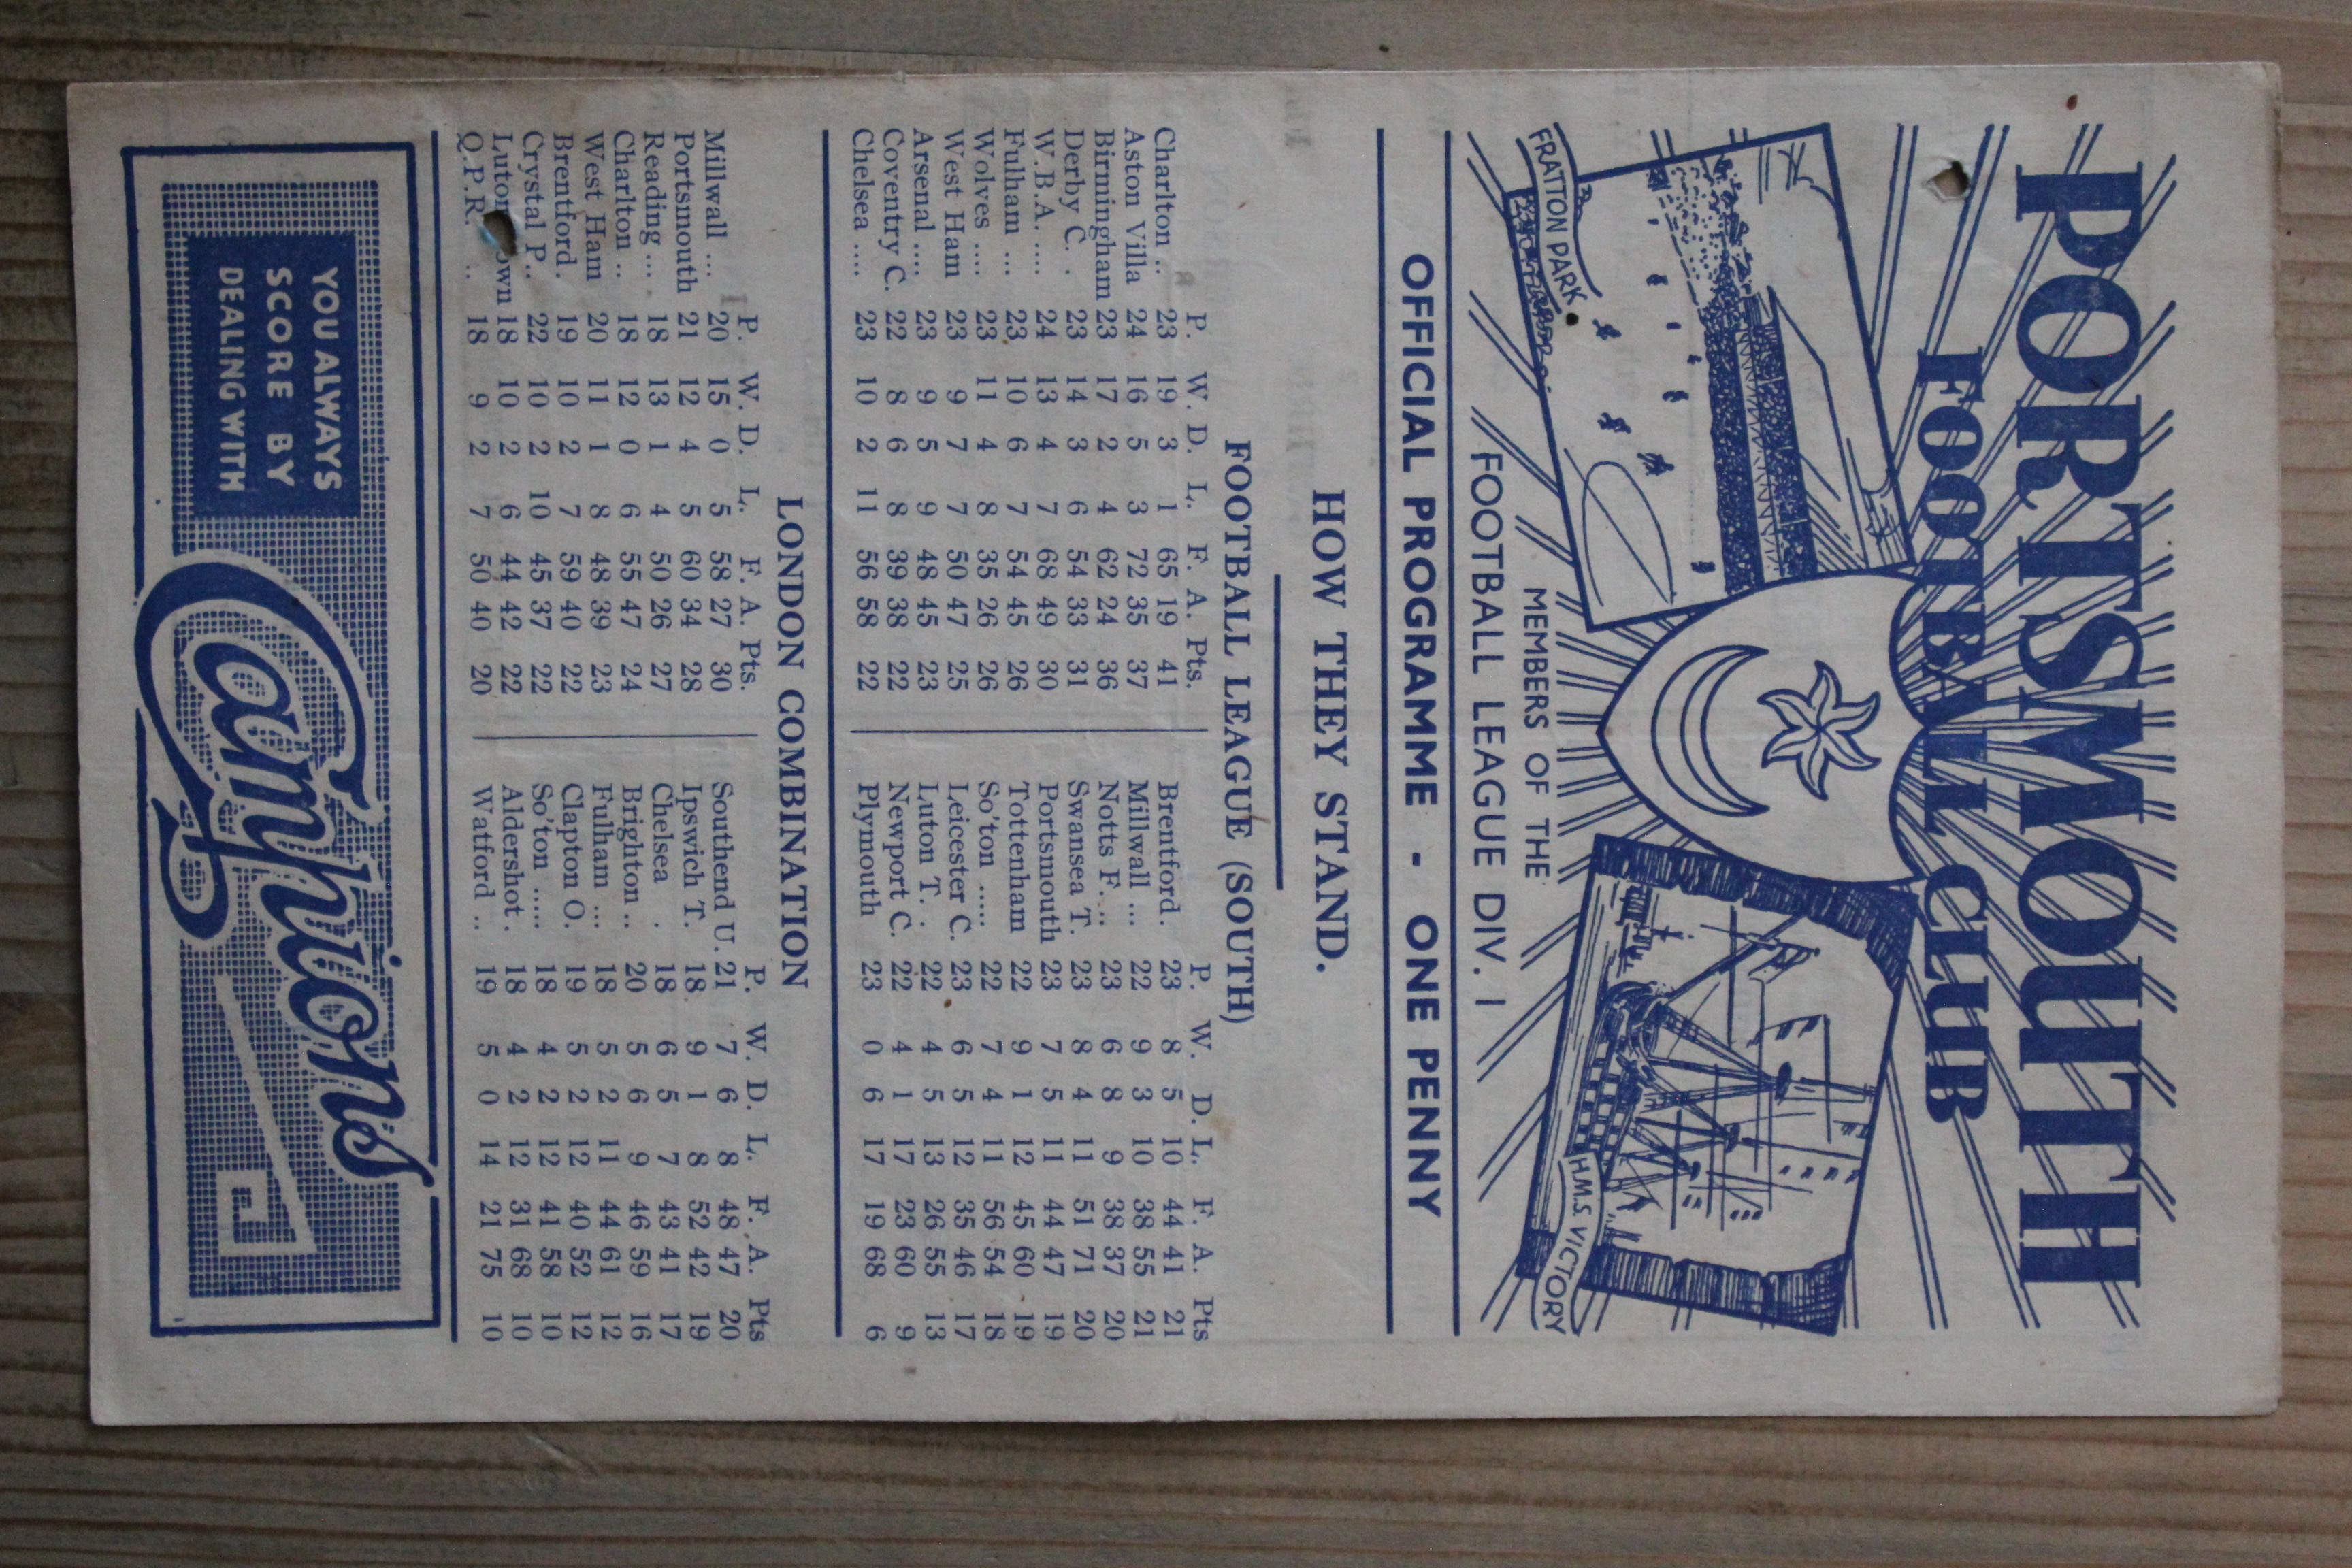 PORTSMOUTH
FOOTBALL CLUB
FRATTON PARK.
H.M.S. VICTORY
MEMBERS OF THE
FOOTBALL LEAGUE DIV. 1
OFFICIAL PROGRAMME - ONE PENNY
HOW THEY STAND.
FOOTBALL LEAGUE (SOUTH)
P. W. D. L. F. A. Pts.
Charlton .. 23 19 3 1 65 19 41
Aston Villa 24 16 5 3 72 35 37
Birmingham 23 17 2 4 62 24 36
Derby C. . 23 14 3 6 54 33 31
W.B.A. .... 24 13 4 7 68 49 30
Fulham ... 23 10 6 7 54 45 26
Wolves .... 23 11 4 8 35 26 26
West Ham 23 9 7 7 50 47 25
Arsenal .... 23 9 5 9 48 45 23
Coventry C. 22 8 6 8 39 38 22
Chelsea .... 23 10 2 11 56 58 22
P. W. D. L. F. A. Pts
Brentford. 23 8 5 10 44 41 21
Millwall ... 22 9 3 10 38 55 21
Notts F... 23 6 8 9 38 37 20
Swansea T. 23 8 4 11 51 71 20
Portsmouth 23 7 5 11 44 47 19
Tottenham 22 9 1 12 45 60 19
So'ton ..... 22 7 4 11 56 54 18
Leicester C. 23 6 5 12 35 46 17
Luton T. . 22 4 5 13 26 55 13
Newport C. 22 4 1 17 23 60 9
Plymouth 23 0 6 17 19 68 6
LONDON COMBINATION
P. W. D. L. F. A. Pts.
Millwall ... 20 15 0 5 58 27 30
Portsmouth 21 12 4 5 60 34 28
Reading .... 18 13 1 4 50 26 27
Charlton .. 18 12 0 6 55 47 24
West Ham 20 11 1 8 48 39 23
Brentford. 19 10 2 7 59 40 22
Crystal P.. 22 10 2 10 45 37 22
Luton 18 10 2 6 44 42 22
Q.P.R. .. 18 9 2 7 50 40 20
P. W. D. L. F. A. Pts
Southend U. 21 7 6 8 48 47 20
Ipswich T. 18 9 1 8 52 42 19
Chelsea . 18 6 5 7 43 41 17
Brighton .. 20 5 6 9 46 59 16
Fulham ... 18 5 2 11 44 61 12
Clapton O. 19 5 2 12 40 52 12
So'ton ..... 18 4 2 12 41 58 10
Aldershot . 18 4 2 12 31 68 10
Watford .. 19 5 0 14 21 75 10
YOU ALWAYS
SCORE BY
DEALING WITH
Camphions